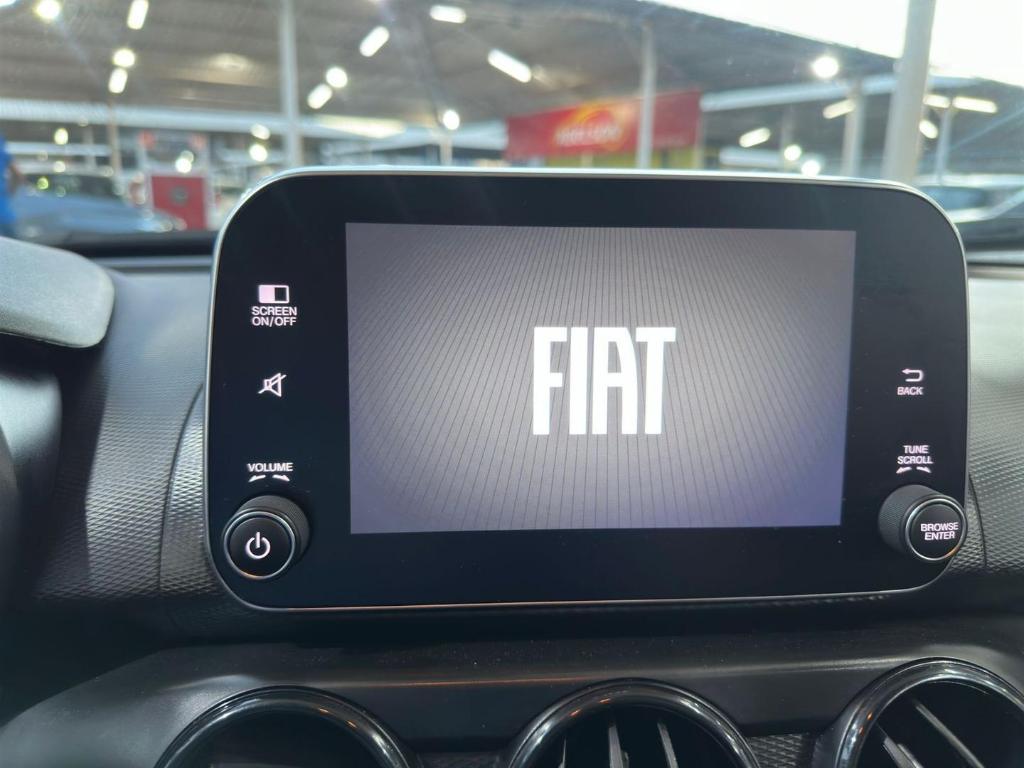 SCREEN
ON/OFF
VOLUME
FIAT
BACK
TUNE
SCROLL
BROWSE
ENTER